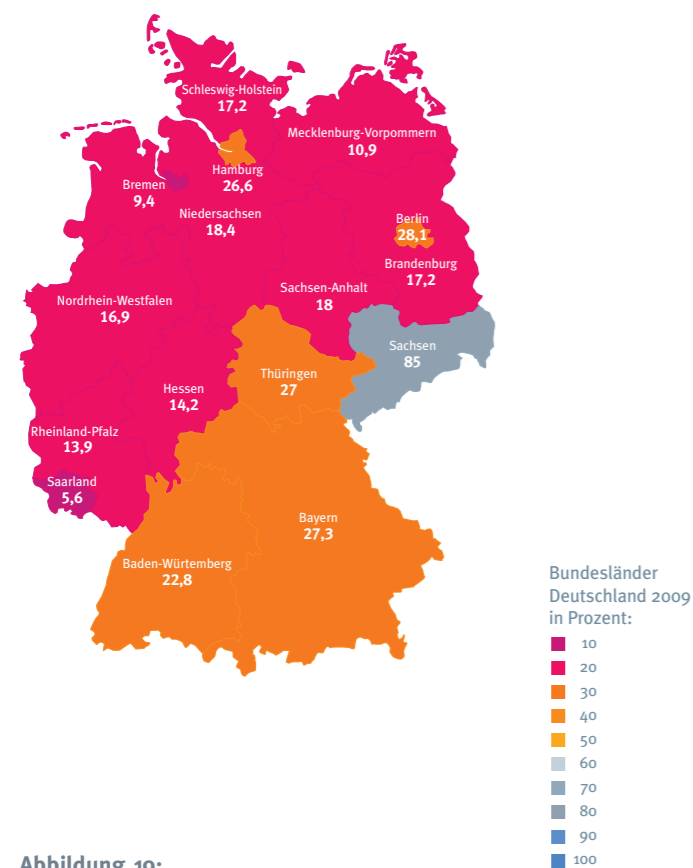 Schleswig-Holstein
17,2
Mecklenburg-Vorpommern
10,9
Hamburg
26,6
Bremen
9,4
Niedersachsen
18,4
Berlin
28,1
Brandenburg
17,2
Sachsen-Anhalt
18
Nordrhein-Westfalen
16,9
Sachsen
85
Thüringen
27
Hessen
14,2
Rheinland-Pfalz
13,9
Saarland
5,6
Bayern
27,3
Baden-Würtemberg
22,8
Bundesländer
Deutschland 2009
in Prozent:
10
20
30
40
50
60
70
80
90
100
Abbildung 19: